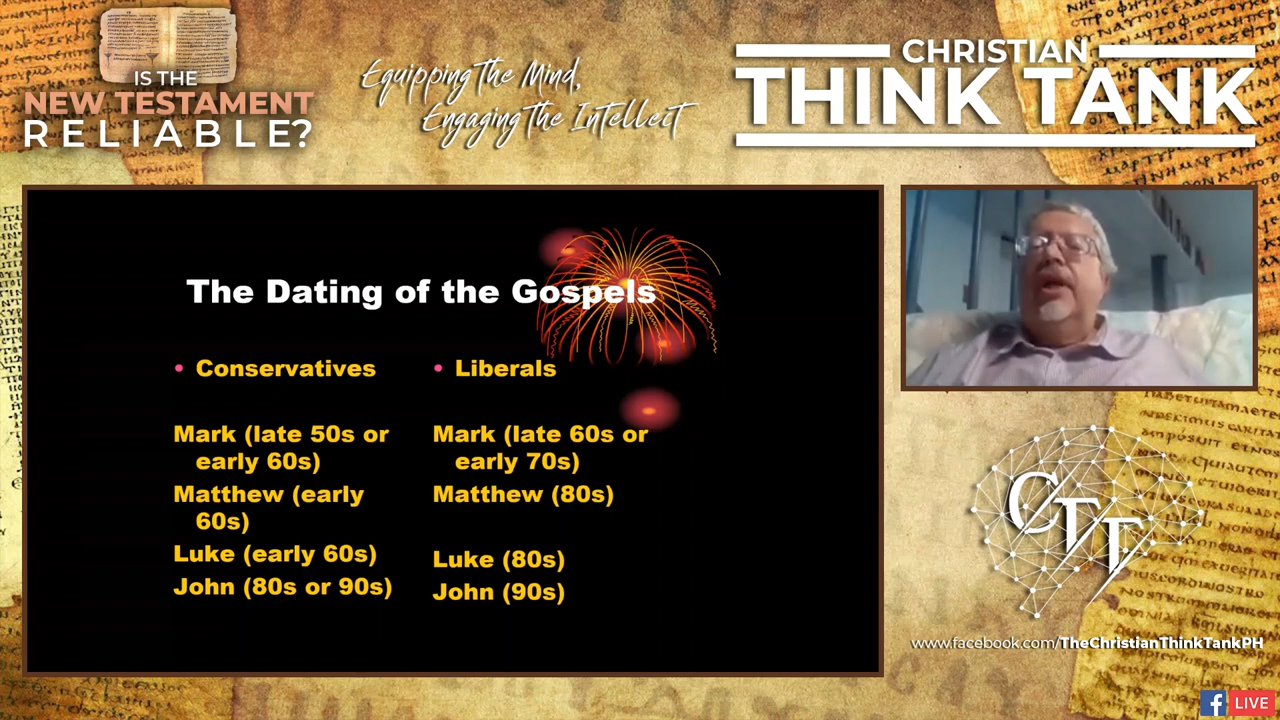 IS THE
NEW TESTAMENT
RELIABLE?
Equipping The Mind,
Engaging The Intellect
CHRISTIAN
THINK TANK
The Dating of the Gospels
• Conservatives
Mark (late 50s or
early 60s)
Matthew (early
60s)
Luke (early 60s)
John (80s or 90s)
• Liberals
Mark (late 60s or
early 70s)
Matthew (80s)
Luke (80s)
John (90s)
CTT
www.facebook.com/TheChristianThinkTankPH
f LIVE